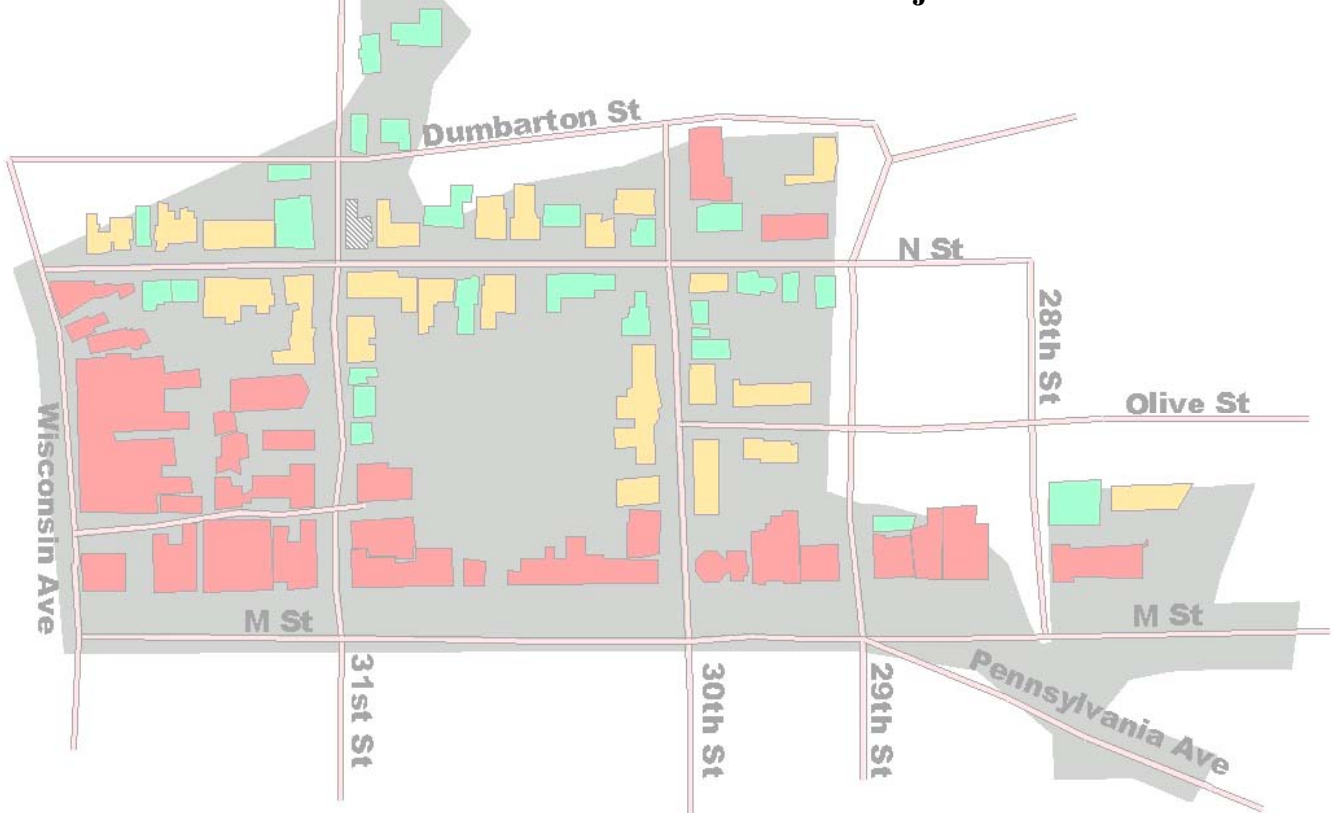 Dumbarton St
N St
28th St
Olive St
Wisconsin Ave
M St
M St
31st St
30th St
29th St
Pennsylvania Ave